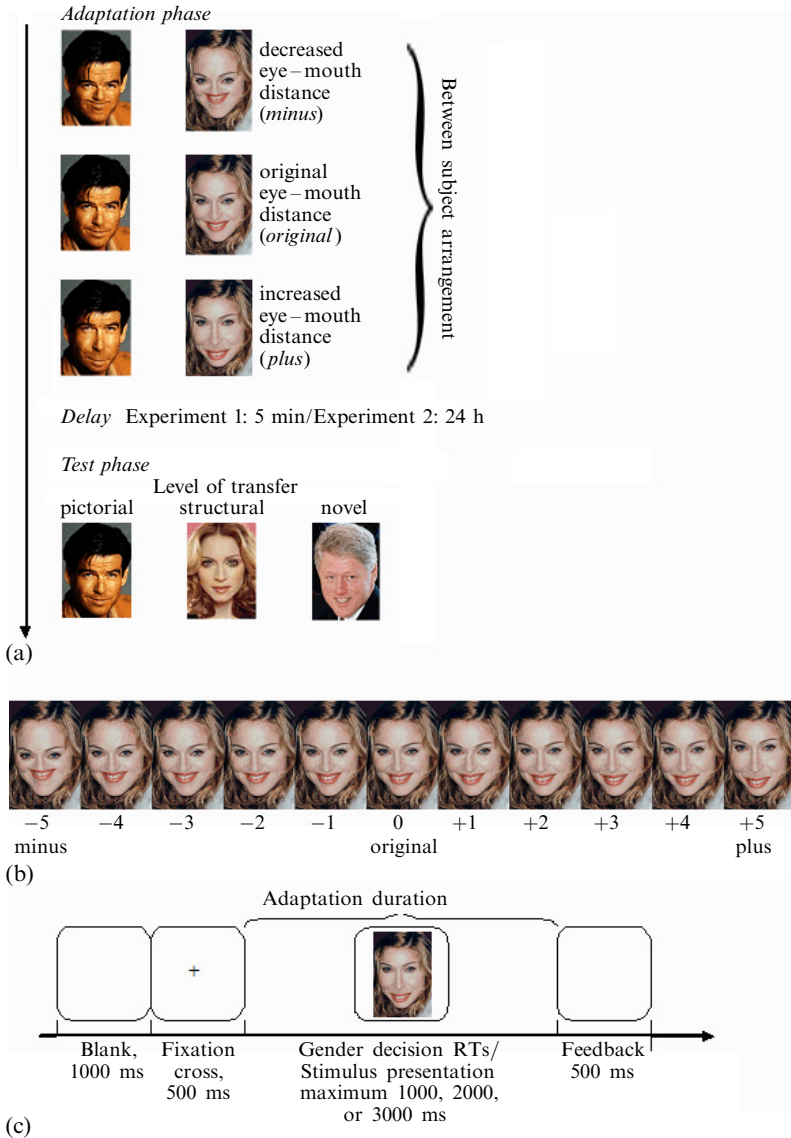 Adaptation phase
decreased
eye–mouth
distance
(minus)
original
eye–mouth
distance
(original)
increased
eye–mouth
distance
(plus)
Between subject arrangement
Delay Experiment 1: 5 min/Experiment 2: 24 h
Test phase
Level of transfer
pictorial structural novel
(a)
−5 −4 −3 −2 −1 0 +1 +2 +3 +4 +5
minus original plus
(b)
Adaptation duration
+
Blank,
1000 ms
Fixation
cross,
500 ms
Gender decision RTs/
Stimulus presentation
maximum 1000, 2000,
or 3000 ms
Feedback
500 ms
(c)